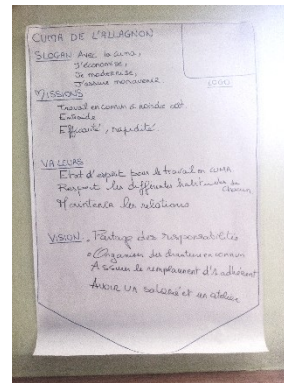 CUMA DE L'ALLAGNON
SLOGAN Avec la cuma,
J'économise,
Je modernise,
J'assure mon avenir
LOGO
MISSIONS
Travail en commun à moindre coût.
Entraide
Efficacité, rapidité.
VALEURS
Etat d'esprit pour le travail en cuma
Respect les différentes habitudes de chacun
Maintenir les relations
VISION . Partage des responsabilités
. Organiser des chantiers en commun
Assurer le remplacement d'1 adhérent
Avoir un salarié et un atelier